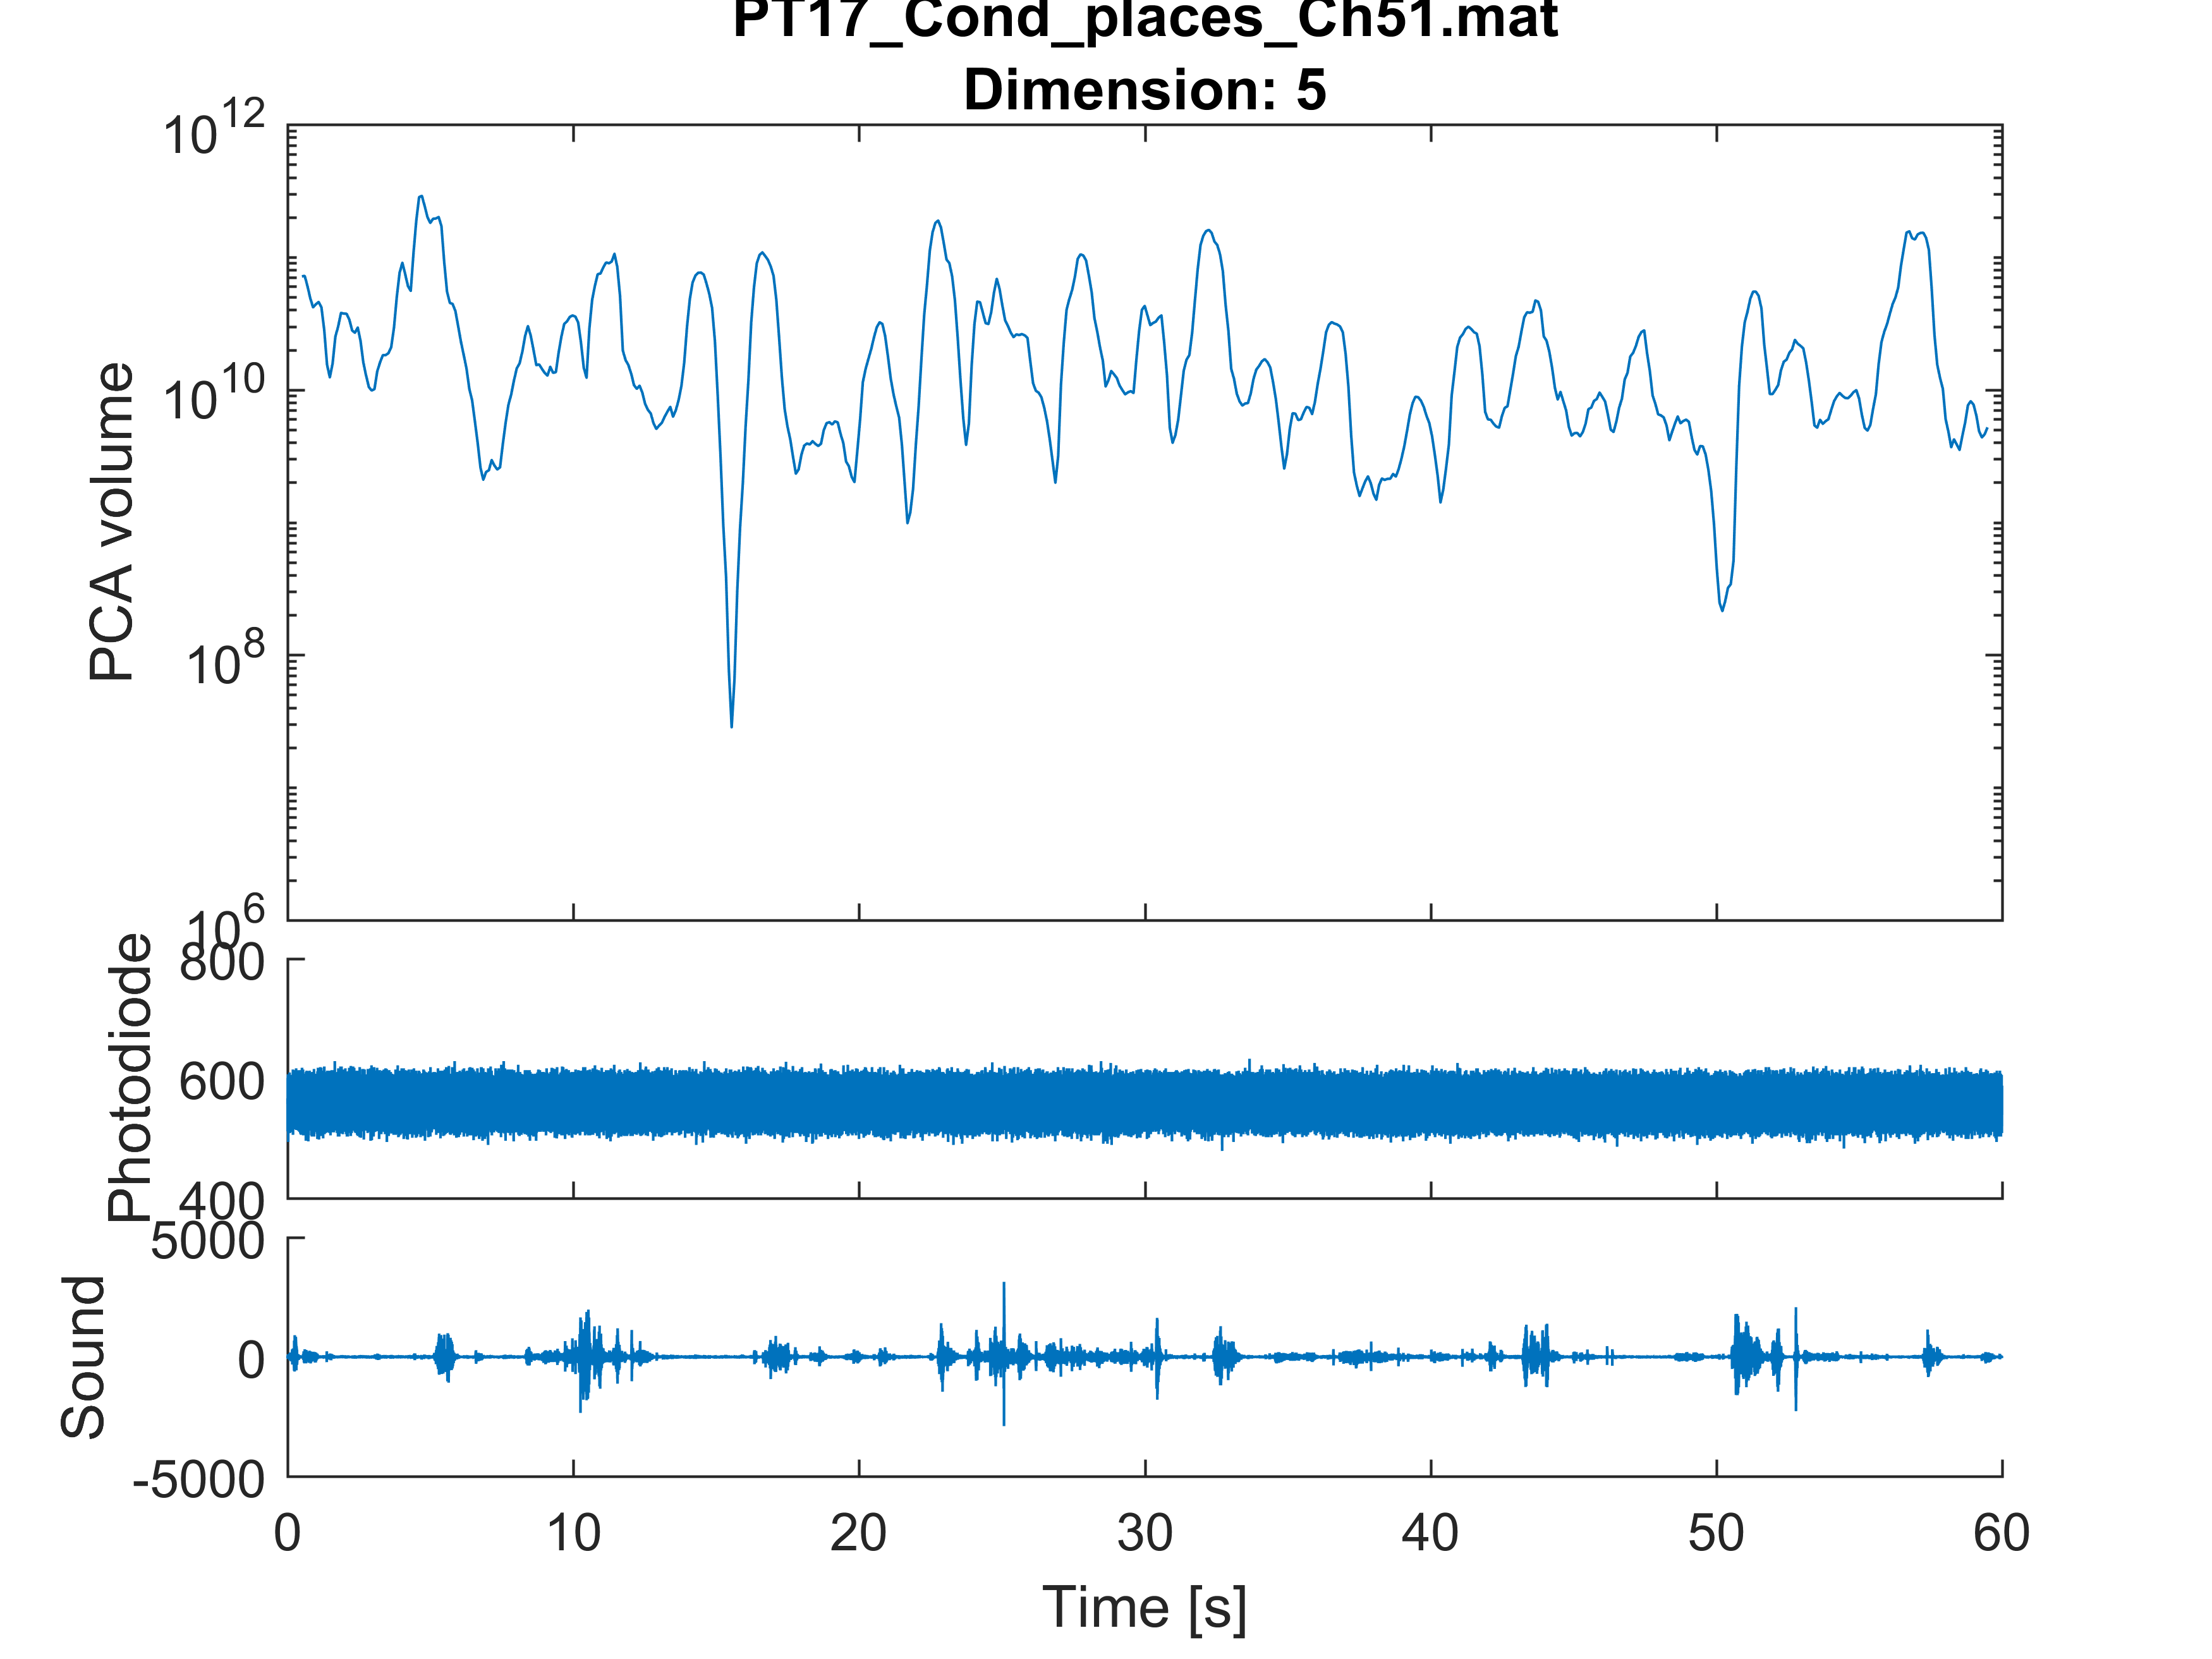 PT17_Cond_places_Ch51.mat
Dimension: 5
10^12
10^10
10^8
10^6
PCA volume
800
600
400
Photodiode
5000
0
-5000
Sound
0 10 20 30 40 50 60
Time [s]